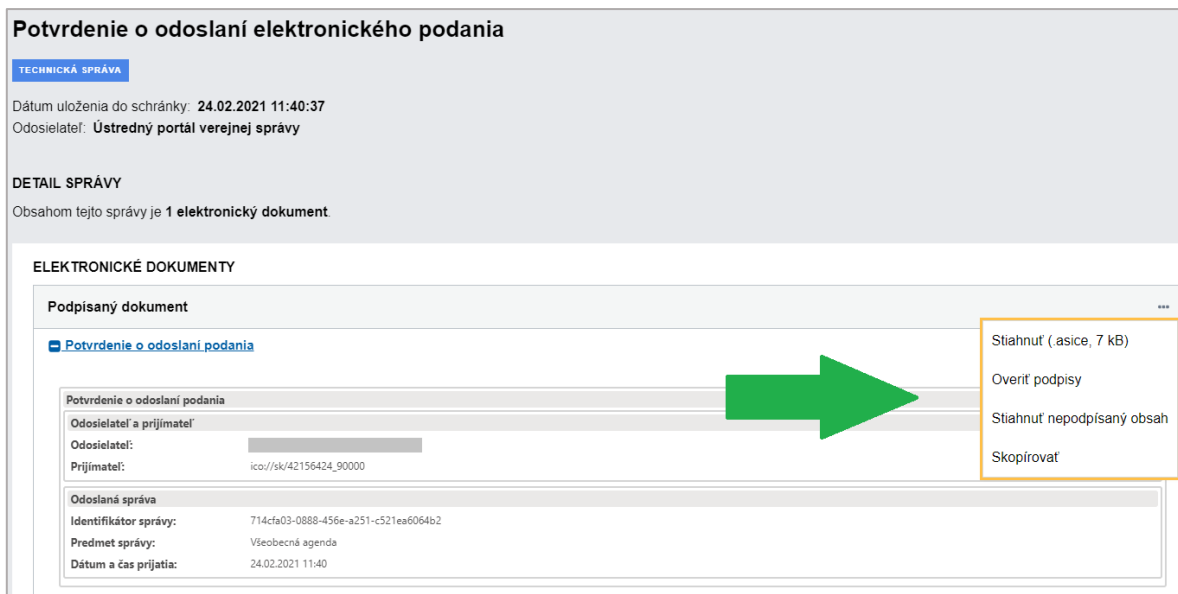 Potvrdenie o odoslaní elektronického podania
TECHNICKÁ SPRÁVA
Dátum uloženia do schránky: 24.02.2021 11:40:37
Odosielateľ: Ústredný portál verejnej správy
DETAIL SPRÁVY
Obsahom tejto správy je 1 elektronický dokument.
ELEKTRONICKÉ DOKUMENTY
Podpísaný dokument
Potvrdenie o odoslaní podania
Stiahnuť (.asice, 7 kB)
Overiť podpisy
Stiahnuť nepodpísaný obsah
Skopírovať
Potvrdenie o odoslaní podania
Odosielateľ a prijímateľ
Odosielateľ:
Prijímateľ: ico://sk/42156424_90000
Odoslaná správa
Identifikátor správy: 714cfa03-0888-456e-a251-c521ea6064b2
Predmet správy: Všeobecná agenda
Dátum a čas prijatia: 24.02.2021 11:40